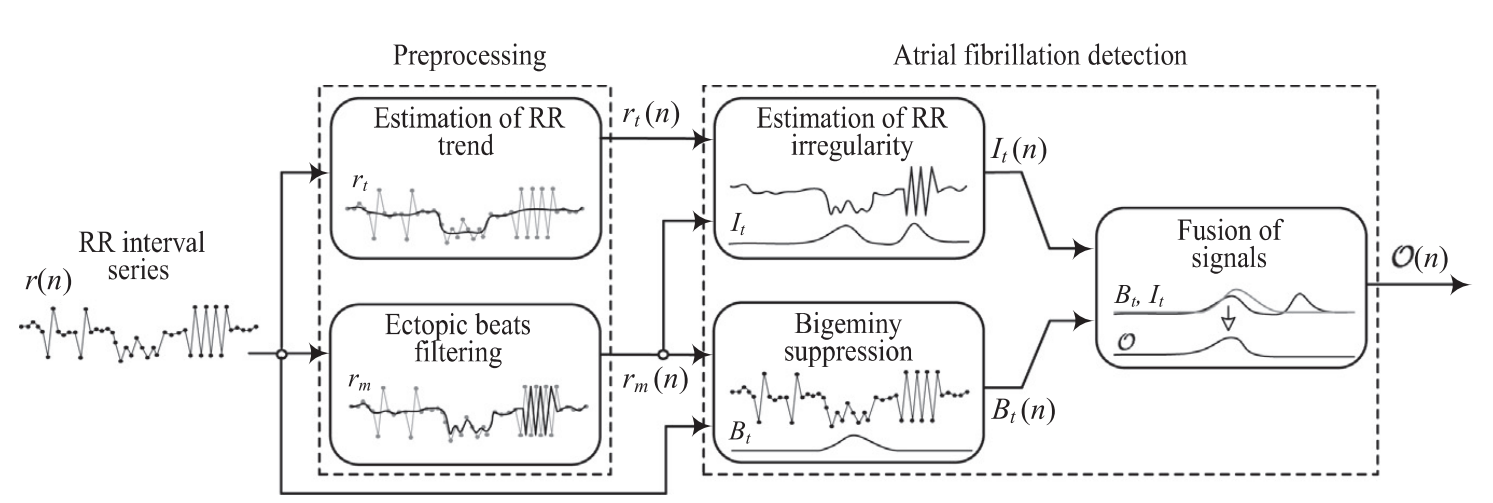 Preprocessing
Atrial fibrillation detection
RR interval
series
r(n)
Estimation of RR
trend
r_t
r_t(n)
Ectopic beats
filtering
r_m
r_m(n)
Estimation of RR
irregularity
I_t
I_t(n)
Bigeminy
suppression
B_t
B_t(n)
Fusion of
signals
B_t, I_t
𝒪
𝒪(n)